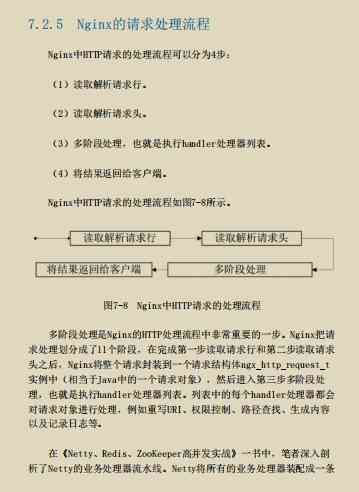 7.2.5 Nginx的请求处理流程
Nginx中HTTP请求的处理流程可以分为4步：
（1）读取解析请求行。
（2）读取解析请求头。
（3）多阶段处理，也就是执行handler处理器列表。
（4）将结果返回给客户端。
Nginx中HTTP请求的处理流程如图7-8所示。
读取解析请求行
读取解析请求头
将结果返回给客户端
多阶段处理
图7-8 Nginx中HTTP请求的处理流程
多阶段处理是Nginx的HTTP处理流程中非常重要的一步。Nginx把请
求处理划分成了11个阶段，在完成第一步读取请求行和第二步读取请求
头之后，Nginx将整个请求封装到一个请求结构体ngx_http_request_t
实例中（相当于Java中的一个请求对象），然后进入第三步多阶段处
理，也就是执行handler处理器列表。列表中的每个handler处理器都会
对请求对象进行处理，例如重写URI、权限控制、路径查找、生成内容
以及记录日志等。
在《Netty、Redis、ZooKeeper高并发实战》一书中，笔者深入剖
析了Netty的业务处理器流水线。Netty将所有的业务处理器装配成一条